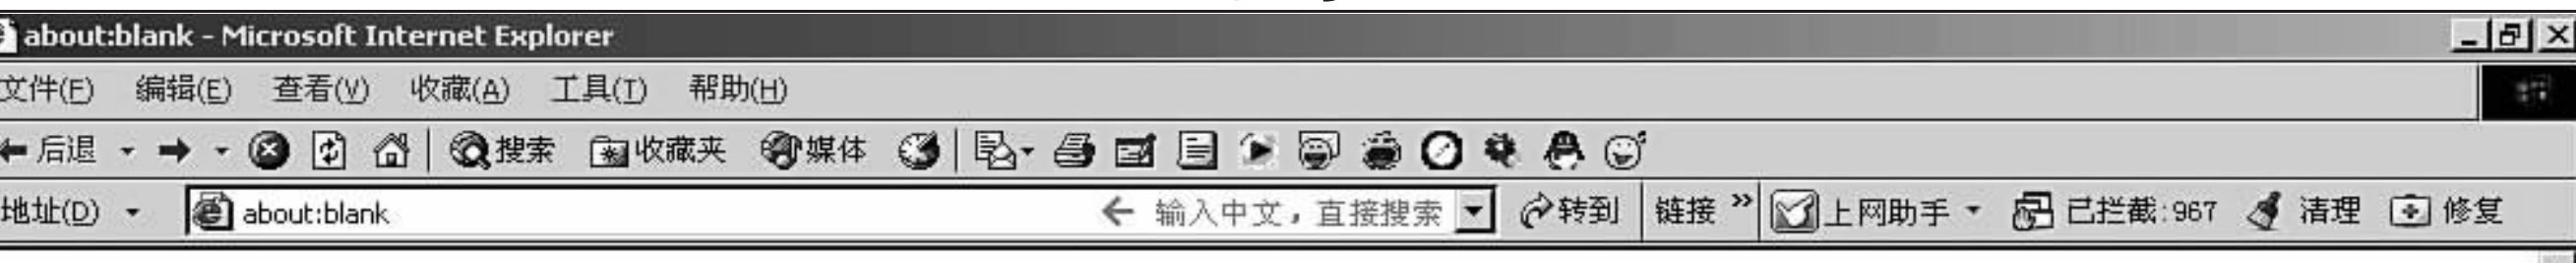 about:blank - Microsoft Internet Explorer
文件(F) 编辑(E) 查看(V) 收藏(A) 工具(T) 帮助(H)
后退 搜索 收藏夹 媒体
地址(D) about:blank 输入中文，直接搜索 转到 链接 » 上网助手 已拦截:967 清理 修复